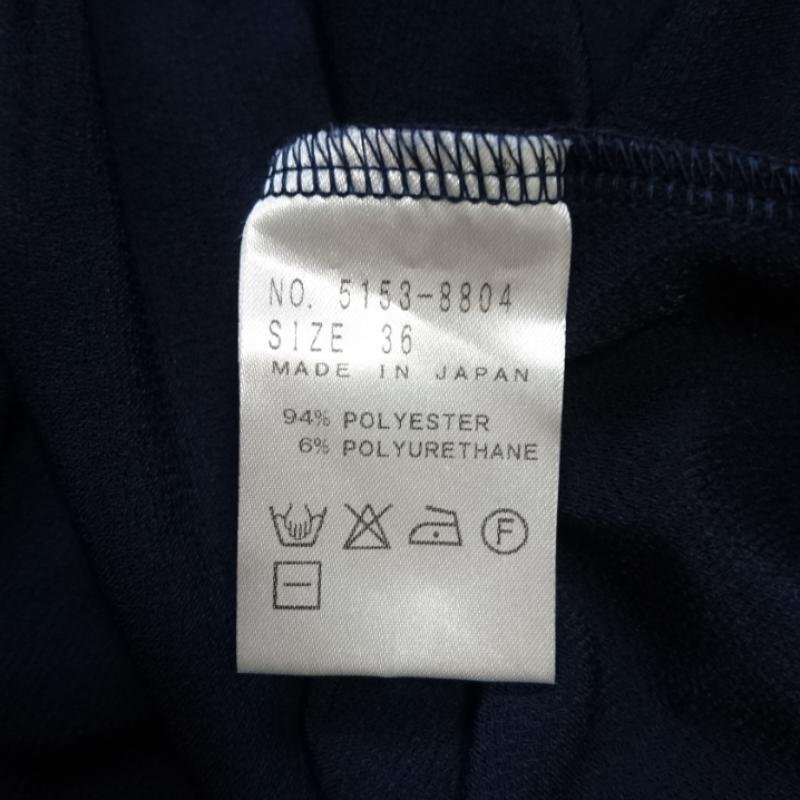 NO. 5153-8804
SIZE 36
MADE IN JAPAN
94% POLYESTER
6% POLYURETHANE
F